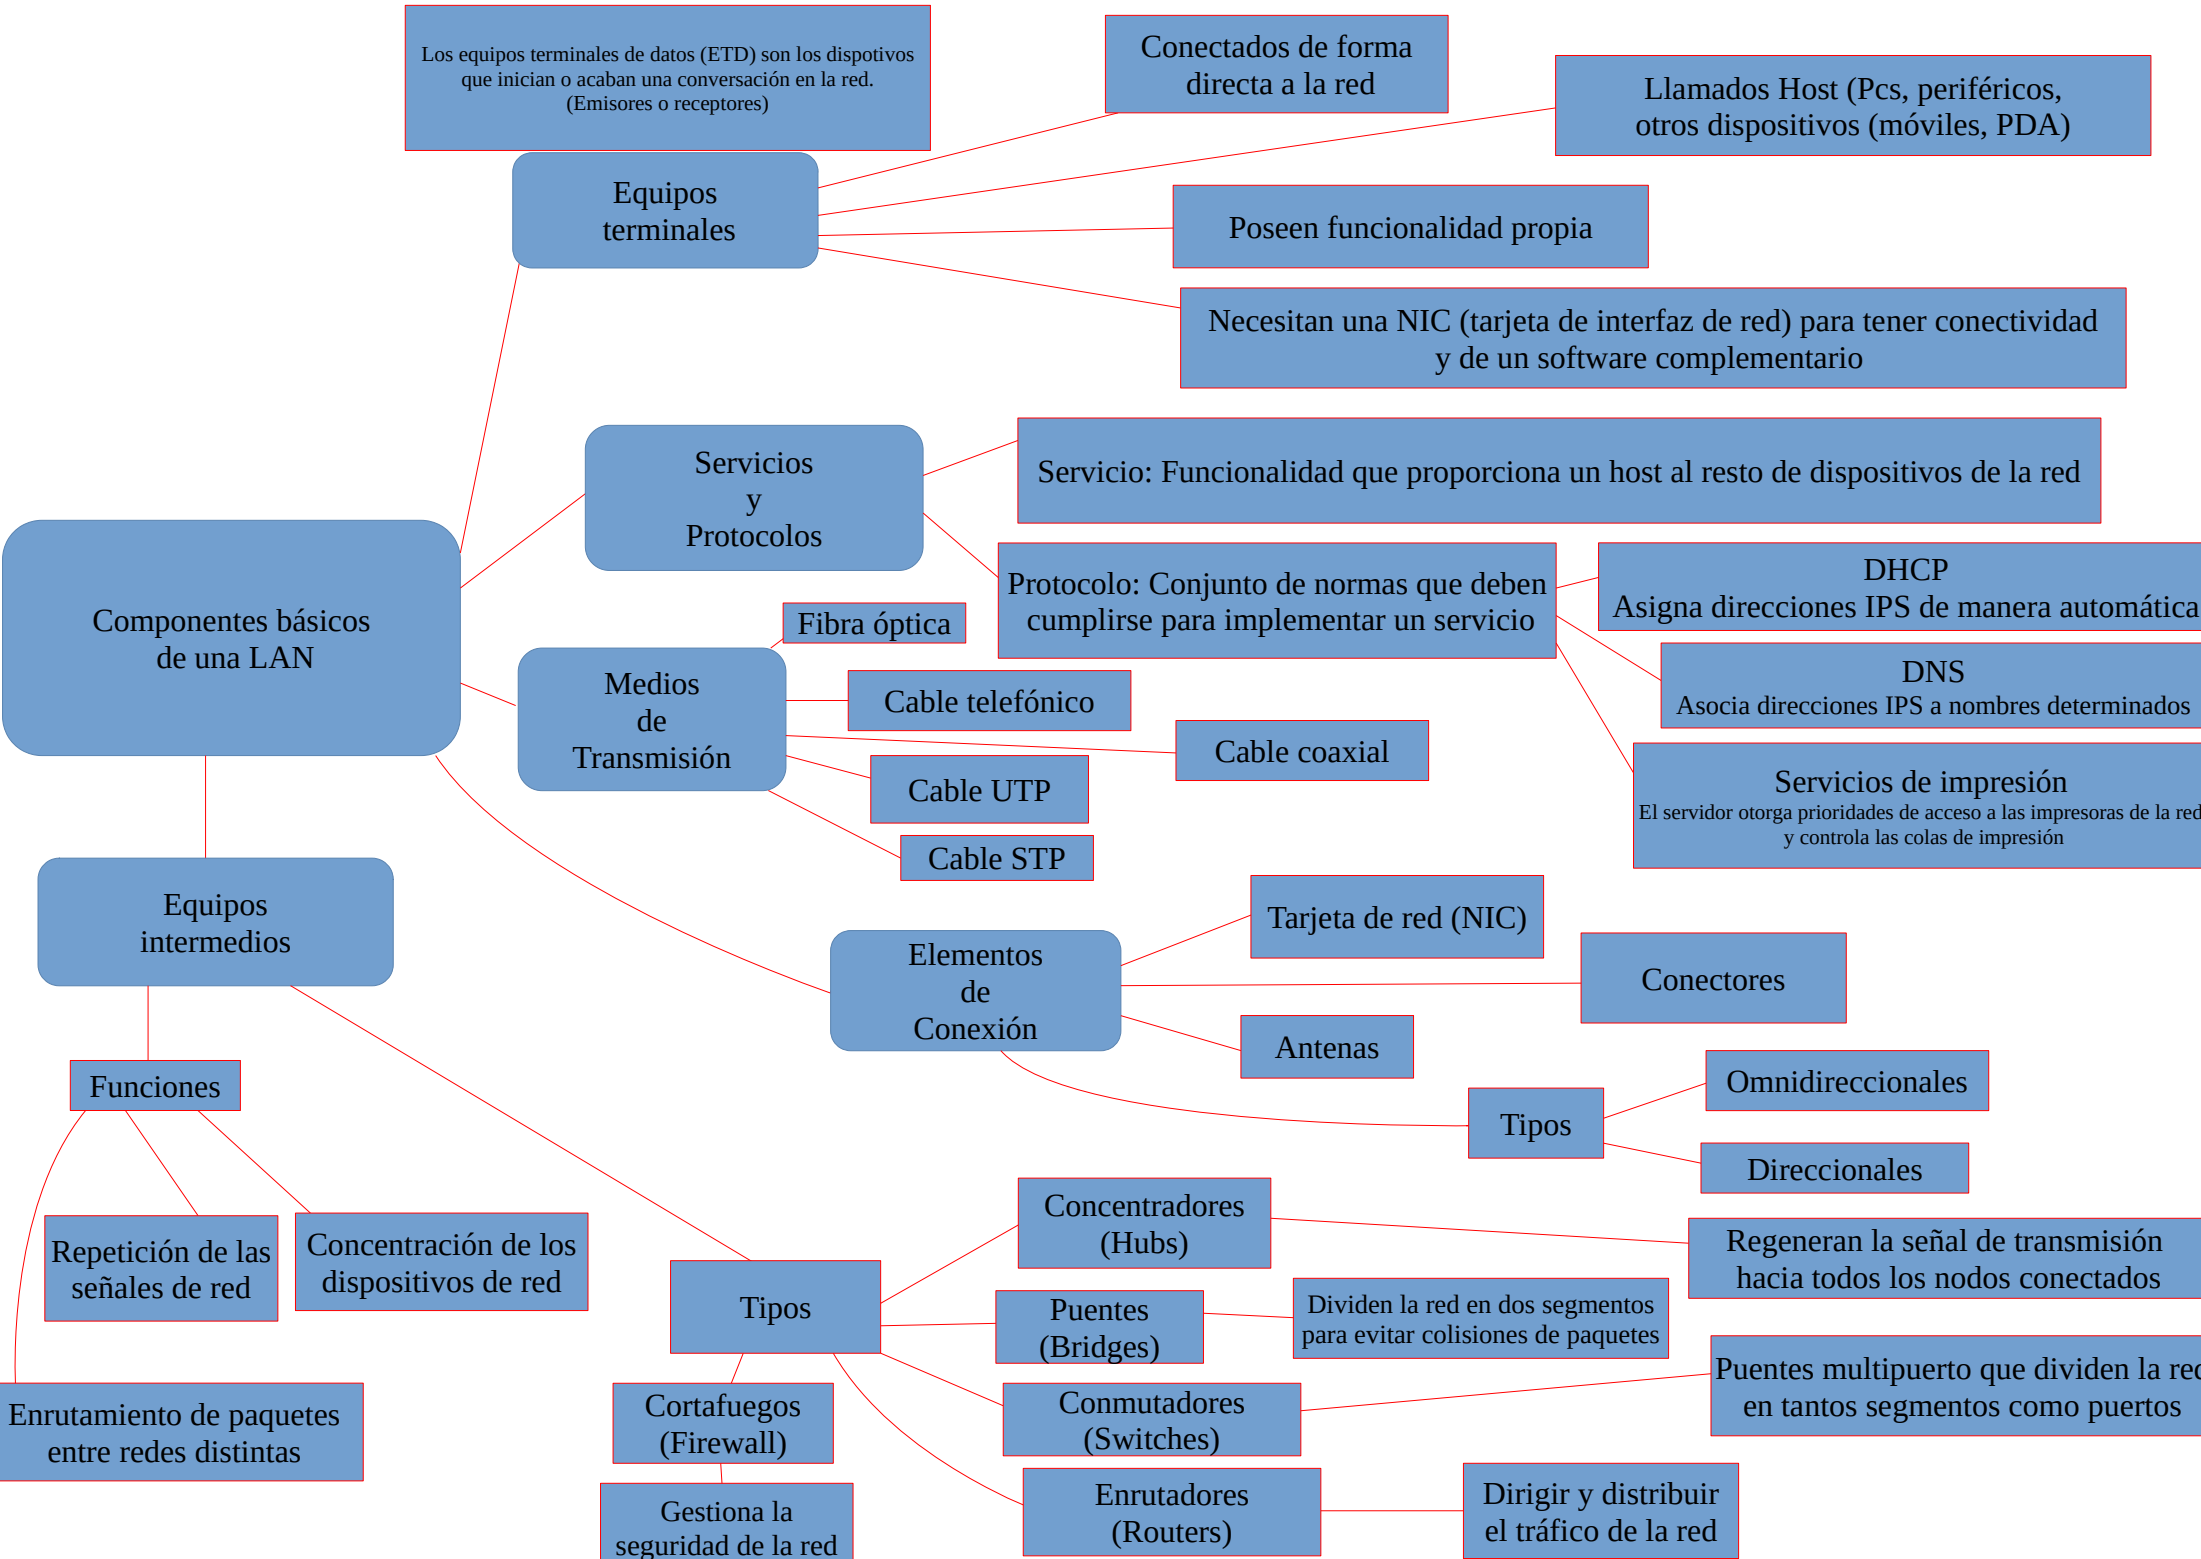 Los equipos terminales de datos (ETD) son los dispotivos
que inician o acaban una conversación en la red.
(Emisores o receptores)
Conectados de forma
directa a la red
Llamados Host (Pcs, periféricos,
otros dispositivos (móviles, PDA)
Equipos
terminales
Poseen funcionalidad propia
Necesitan una NIC (tarjeta de interfaz de red) para tener conectividad
y de un software complementario
Servicios
y
Protocolos
Servicio: Funcionalidad que proporciona un host al resto de dispositivos de la red
Protocolo: Conjunto de normas que deben
cumplirse para implementar un servicio
DHCP
Asigna direcciones IPS de manera automática
DNS
Asocia direcciones IPS a nombres determinados
Servicios de impresión
El servidor otorga prioridades de acceso a las impresoras de la red
y controla las colas de impresión
Componentes básicos
de una LAN
Medios
de
Transmisión
Fibra óptica
Cable telefónico
Cable coaxial
Cable UTP
Cable STP
Equipos
intermedios
Elementos
de
Conexión
Tarjeta de red (NIC)
Conectores
Antenas
Tipos
Omnidireccionales
Direccionales
Funciones
Repetición de las
señales de red
Concentración de los
dispositivos de red
Enrutamiento de paquetes
entre redes distintas
Tipos
Concentradores
(Hubs)
Regeneran la señal de transmisión
hacia todos los nodos conectados
Puentes
(Bridges)
Dividen la red en dos segmentos
para evitar colisiones de paquetes
Conmutadores
(Switches)
Puentes multipuerto que dividen la red
en tantos segmentos como puertos
Cortafuegos
(Firewall)
Gestiona la
seguridad de la red
Enrutadores
(Routers)
Dirigir y distribuir
el tráfico de la red